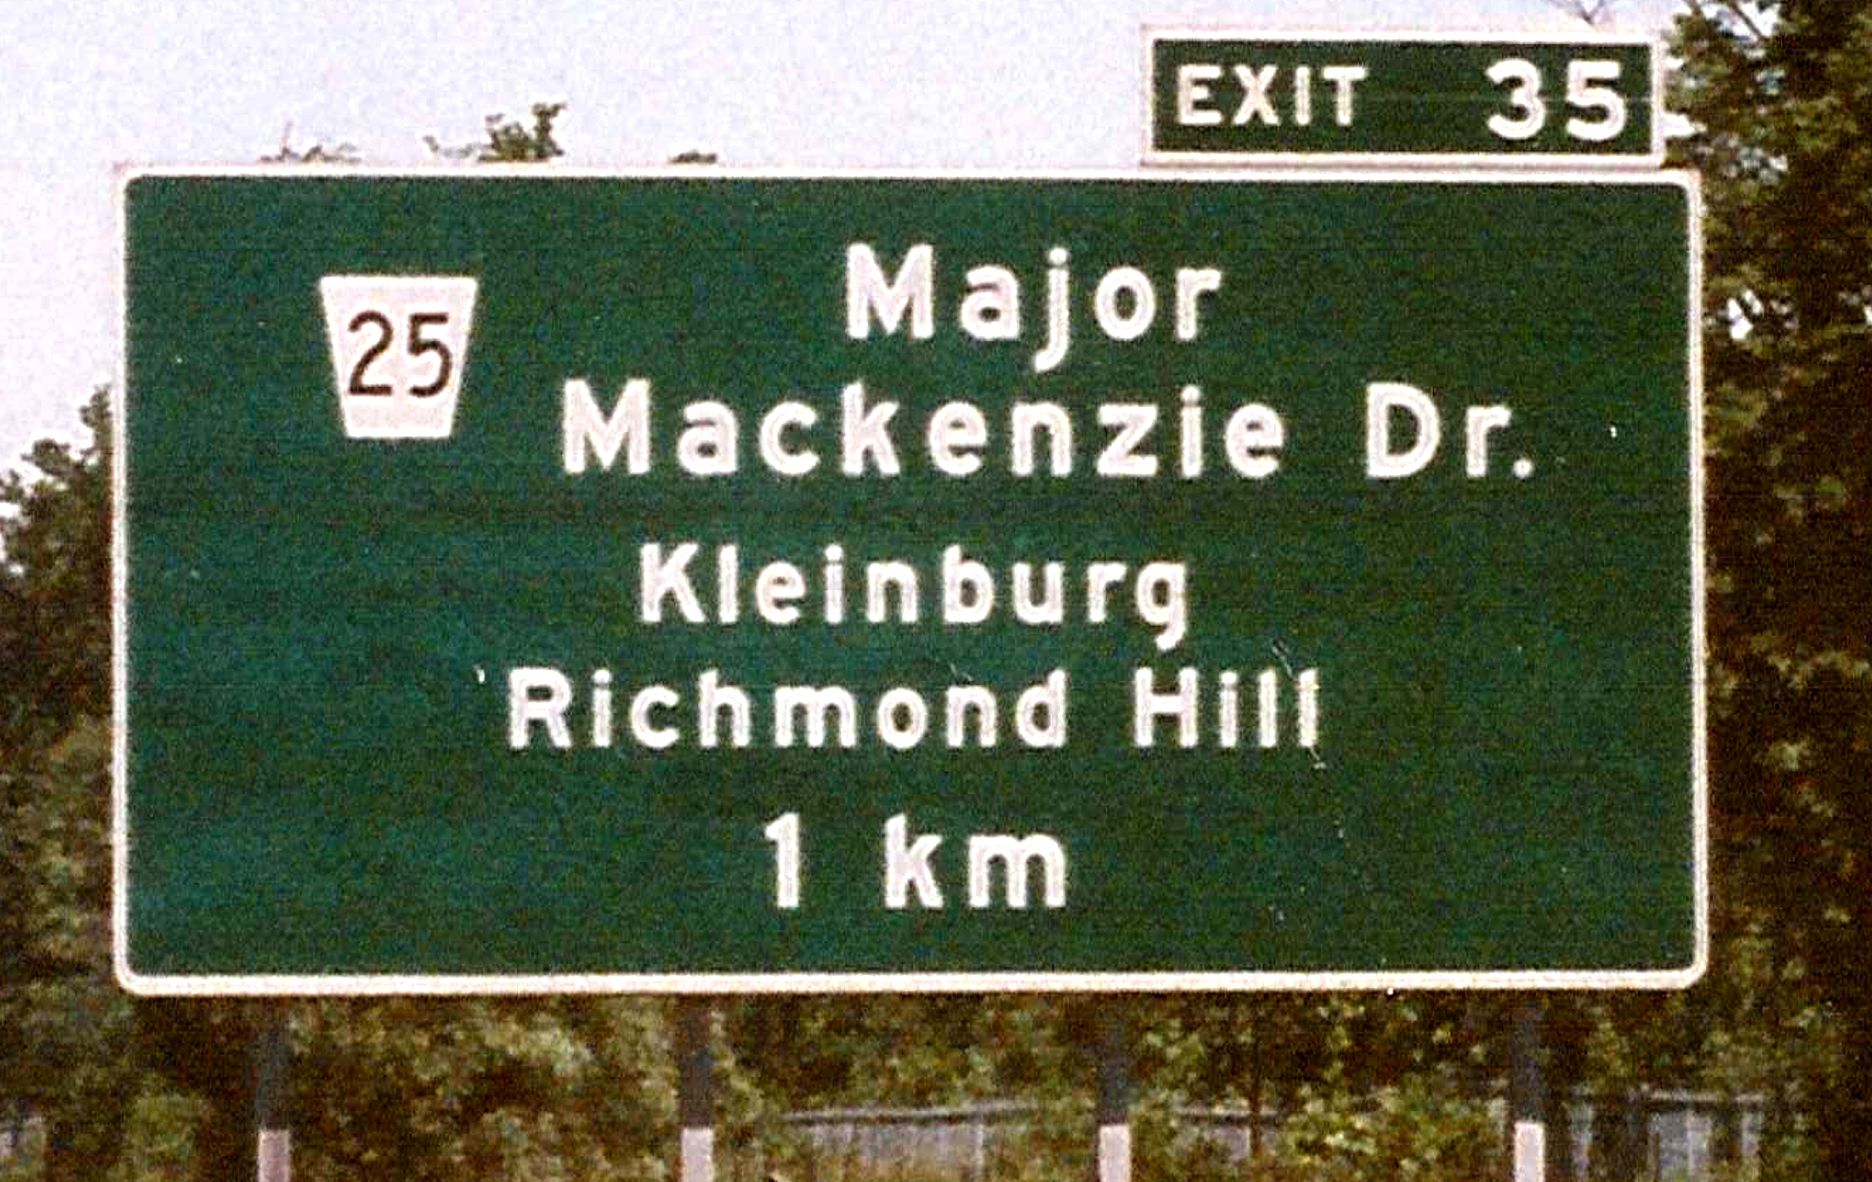 EXIT 35
25
Major
Mackenzie Dr.
Kleinburg
Richmond Hill
1 km